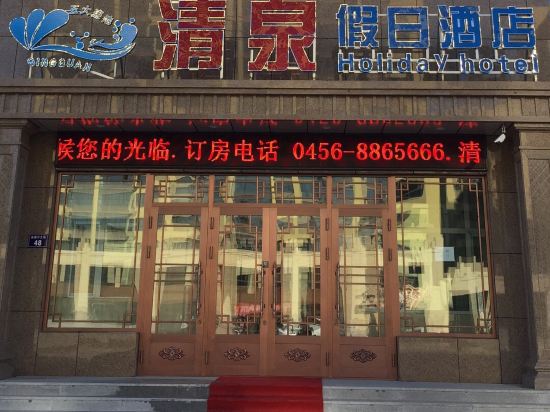 五大连池
QINGQUAN
清泉假日酒店
Holiday hotel
候您的光临.订房电话 0456-8865666.清
48